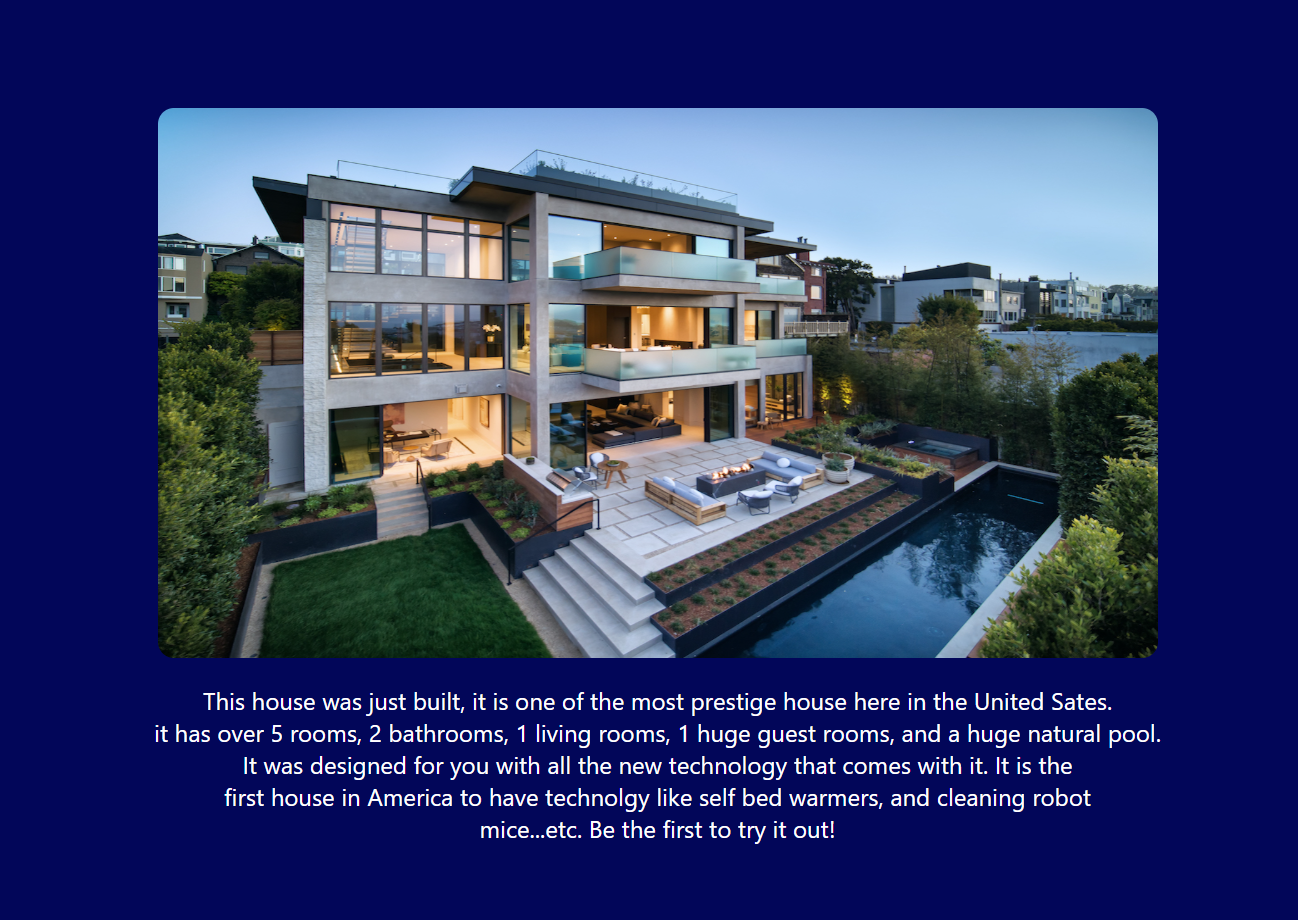 This house was just built, it is one of the most prestige house here in the United Sates.
it has over 5 rooms, 2 bathrooms, 1 living rooms, 1 huge guest rooms, and a huge natural pool.
It was designed for you with all the new technology that comes with it. It is the
first house in America to have technolgy like self bed warmers, and cleaning robot
mice...etc. Be the first to try it out!